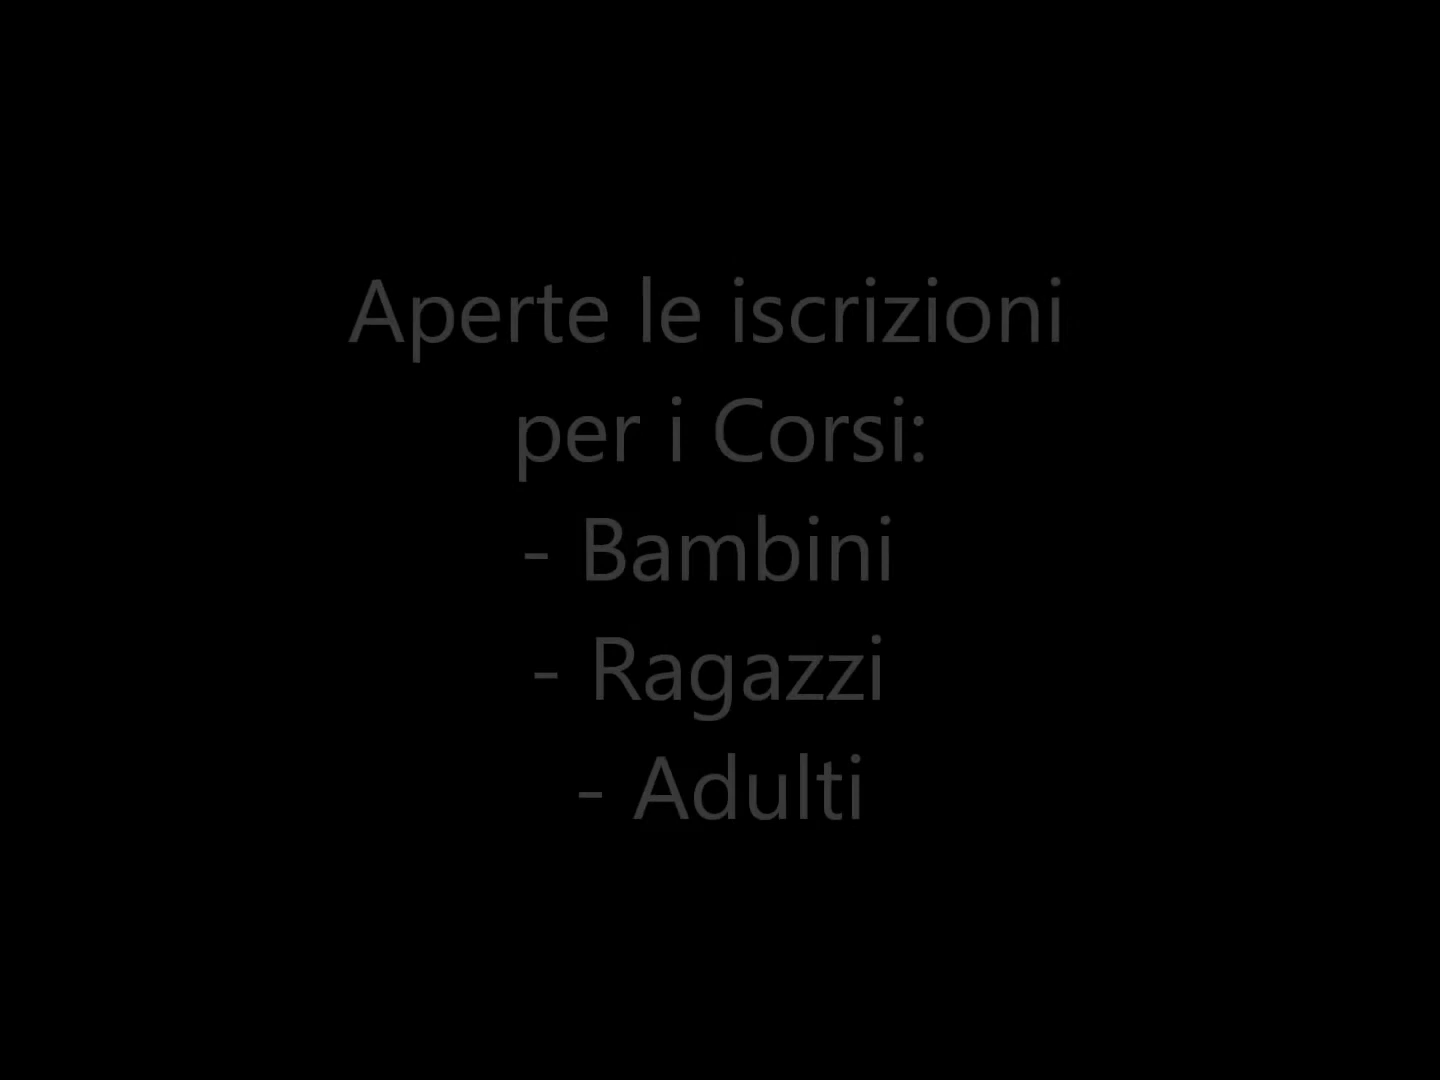 Aperte le iscrizioni
per i Corsi:
- Bambini
- Ragazzi
- Adulti